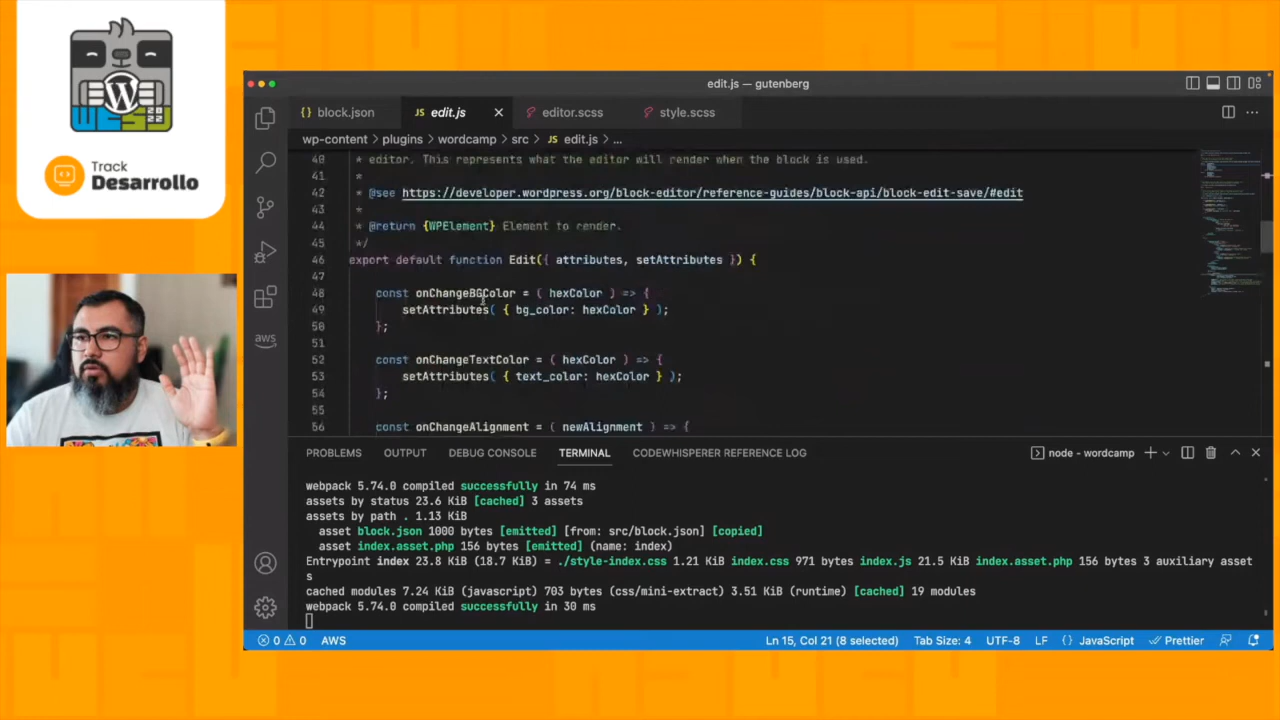 W
WCES
2022
Track
Desarrollo
edit.js — gutenberg
{} block.json
JS edit.js
editor.scss
style.scss
wp-content > plugins > wordcamp > src > JS edit.js > ...
40 * editor. This represents what the editor will render when the block is used.
41 *
42 * @see https://developer.wordpress.org/block-editor/reference-guides/block-api/block-edit-save/#edit
43 *
44 * @return {WPElement} Element to render.
45 */
46 export default function Edit({ attributes, setAttributes }) {
47
48 const onChangeBGColor = ( hexColor ) => {
49 setAttributes( { bg_color: hexColor } );
50 };
51
52 const onChangeTextColor = ( hexColor ) => {
53 setAttributes( { text_color: hexColor } );
54 };
55
56 const onChangeAlignment = ( newAlignment ) => {
aws
PROBLEMS OUTPUT DEBUG CONSOLE TERMINAL CODEWHISPERER REFERENCE LOG
node - wordcamp
webpack 5.74.0 compiled successfully in 74 ms
assets by status 23.6 KiB [cached] 3 assets
assets by path . 1.13 KiB
asset block.json 1000 bytes [emitted] [from: src/block.json] [copied]
asset index.asset.php 156 bytes [emitted] (name: index)
Entrypoint index 23.8 KiB (18.7 KiB) = ./style-index.css 1.21 KiB index.css 971 bytes index.js 21.5 KiB index.asset.php 156 bytes 3 auxiliary asset
s
cached modules 7.24 KiB (javascript) 703 bytes (css/mini-extract) 3.51 KiB (runtime) [cached] 19 modules
webpack 5.74.0 compiled successfully in 30 ms
0 0 AWS
Ln 15, Col 21 (8 selected) Tab Size: 4 UTF-8 LF {} JavaScript Prettier